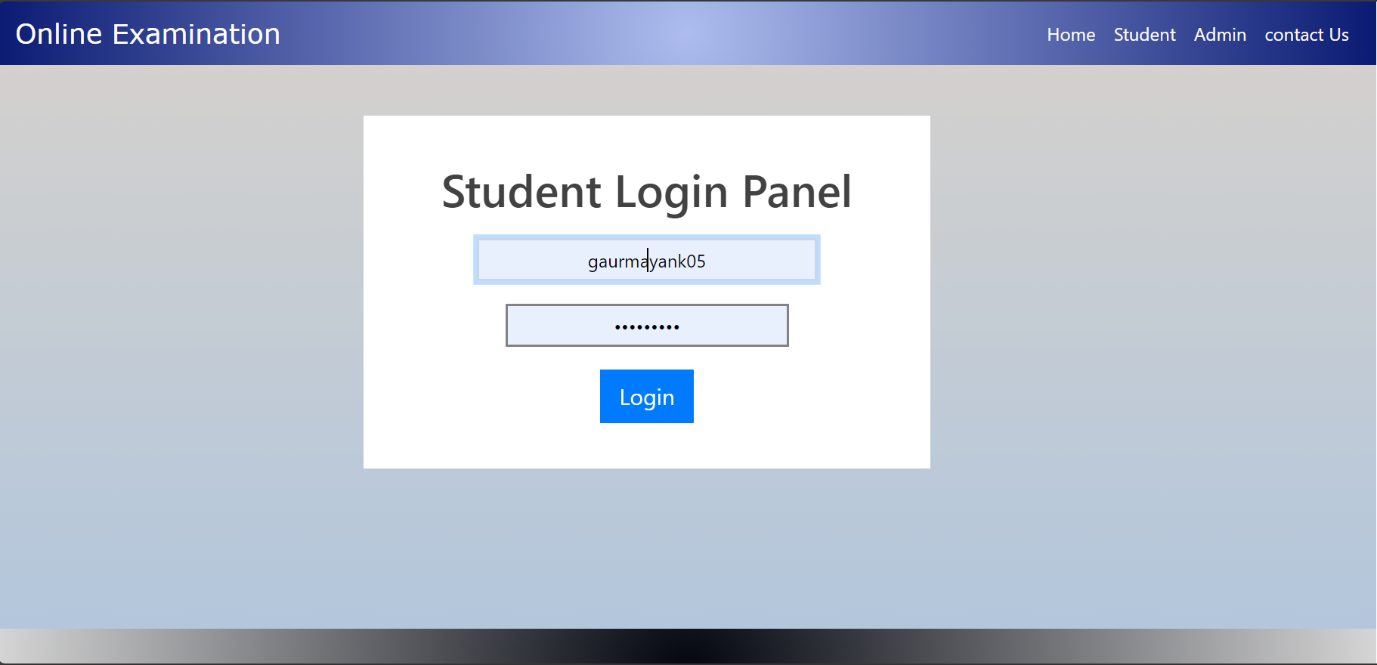 Online Examination
Home Student Admin contact Us
Student Login Panel
gaurmayank05
•••••••••
Login